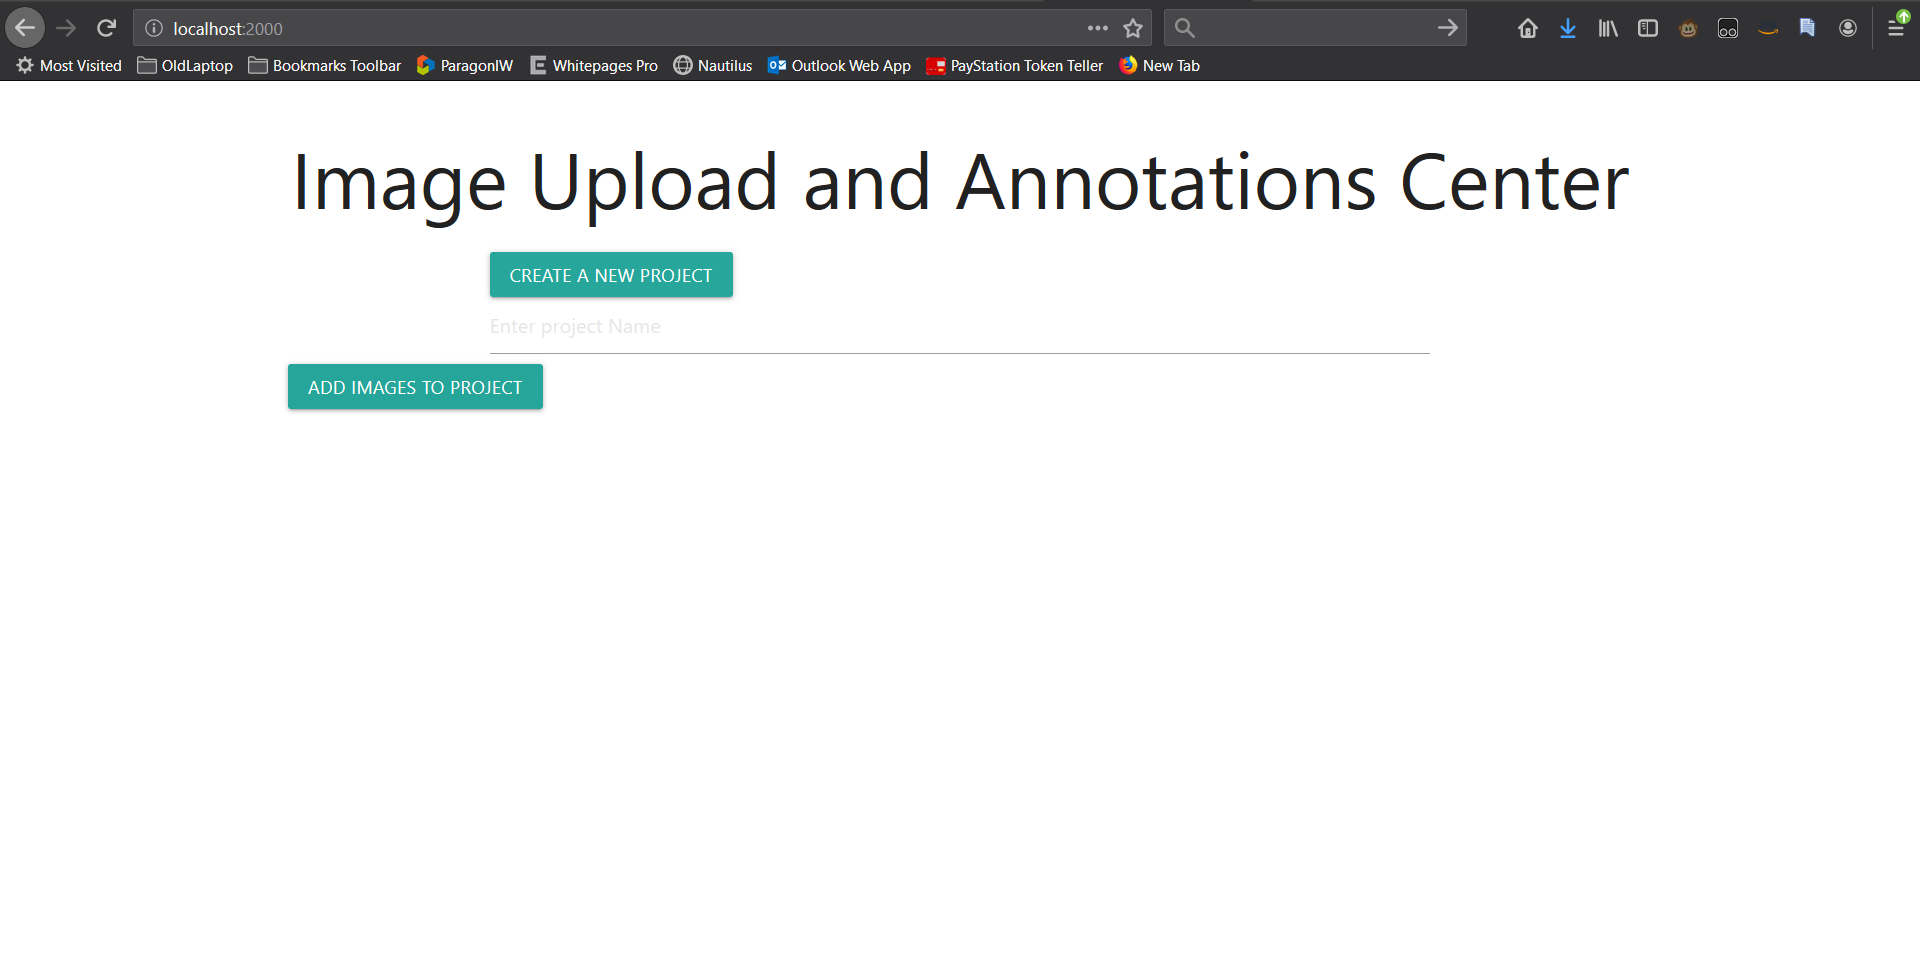 localhost:2000
Most Visited OldLaptop Bookmarks Toolbar ParagonIW Whitepages Pro Nautilus Outlook Web App PayStation Token Teller New Tab
Image Upload and Annotations Center
CREATE A NEW PROJECT
Enter project Name
ADD IMAGES TO PROJECT